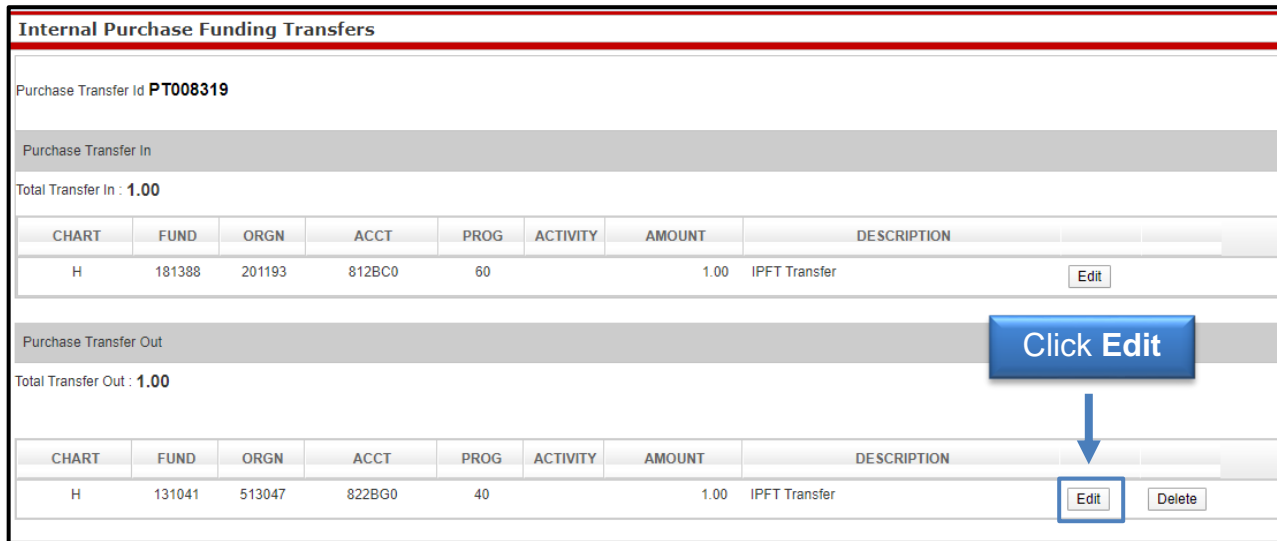 Internal Purchase Funding Transfers
Purchase Transfer Id PT008319
Purchase Transfer In
Total Transfer In : 1.00
CHART FUND ORGN ACCT PROG ACTIVITY AMOUNT DESCRIPTION
H 181388 201193 812BC0 60 1.00 IPFT Transfer Edit
Purchase Transfer Out
Click Edit
Total Transfer Out : 1.00
CHART FUND ORGN ACCT PROG ACTIVITY AMOUNT DESCRIPTION
H 131041 513047 822BG0 40 1.00 IPFT Transfer Edit Delete